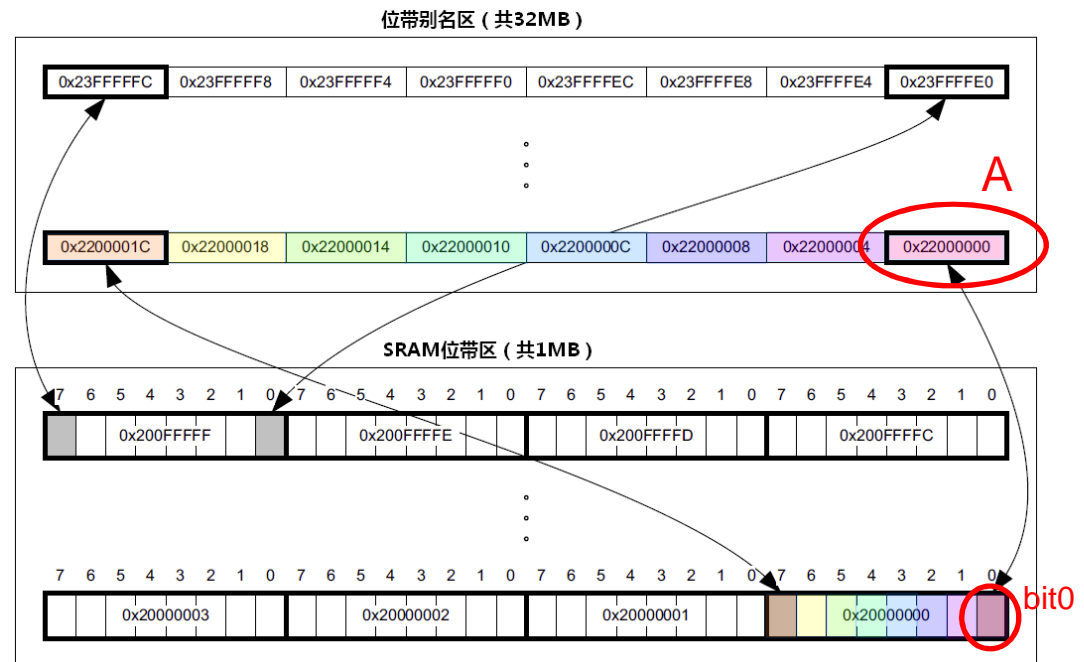 位带别名区（共32MB）
0x23FFFFFC 0x23FFFFF8 0x23FFFFF4 0x23FFFFF0 0x23FFFFEC 0x23FFFFE8 0x23FFFFE4 0x23FFFFE0
A
0x2200001C 0x22000018 0x22000014 0x22000010 0x2200000C 0x22000008 0x22000004 0x22000000
SRAM位带区（共1MB）
7 6 5 4 3 2 1 0 7 6 5 4 3 2 1 0 7 6 5 4 3 2 1 0 7 6 5 4 3 2 1 0
0x200FFFFF 0x200FFFFE 0x200FFFFD 0x200FFFFC
7 6 5 4 3 2 1 0 7 6 5 4 3 2 1 0 7 6 5 4 3 2 1 0 7 6 5 4 3 2 1 0
0x20000003 0x20000002 0x20000001 0x20000000
bit0